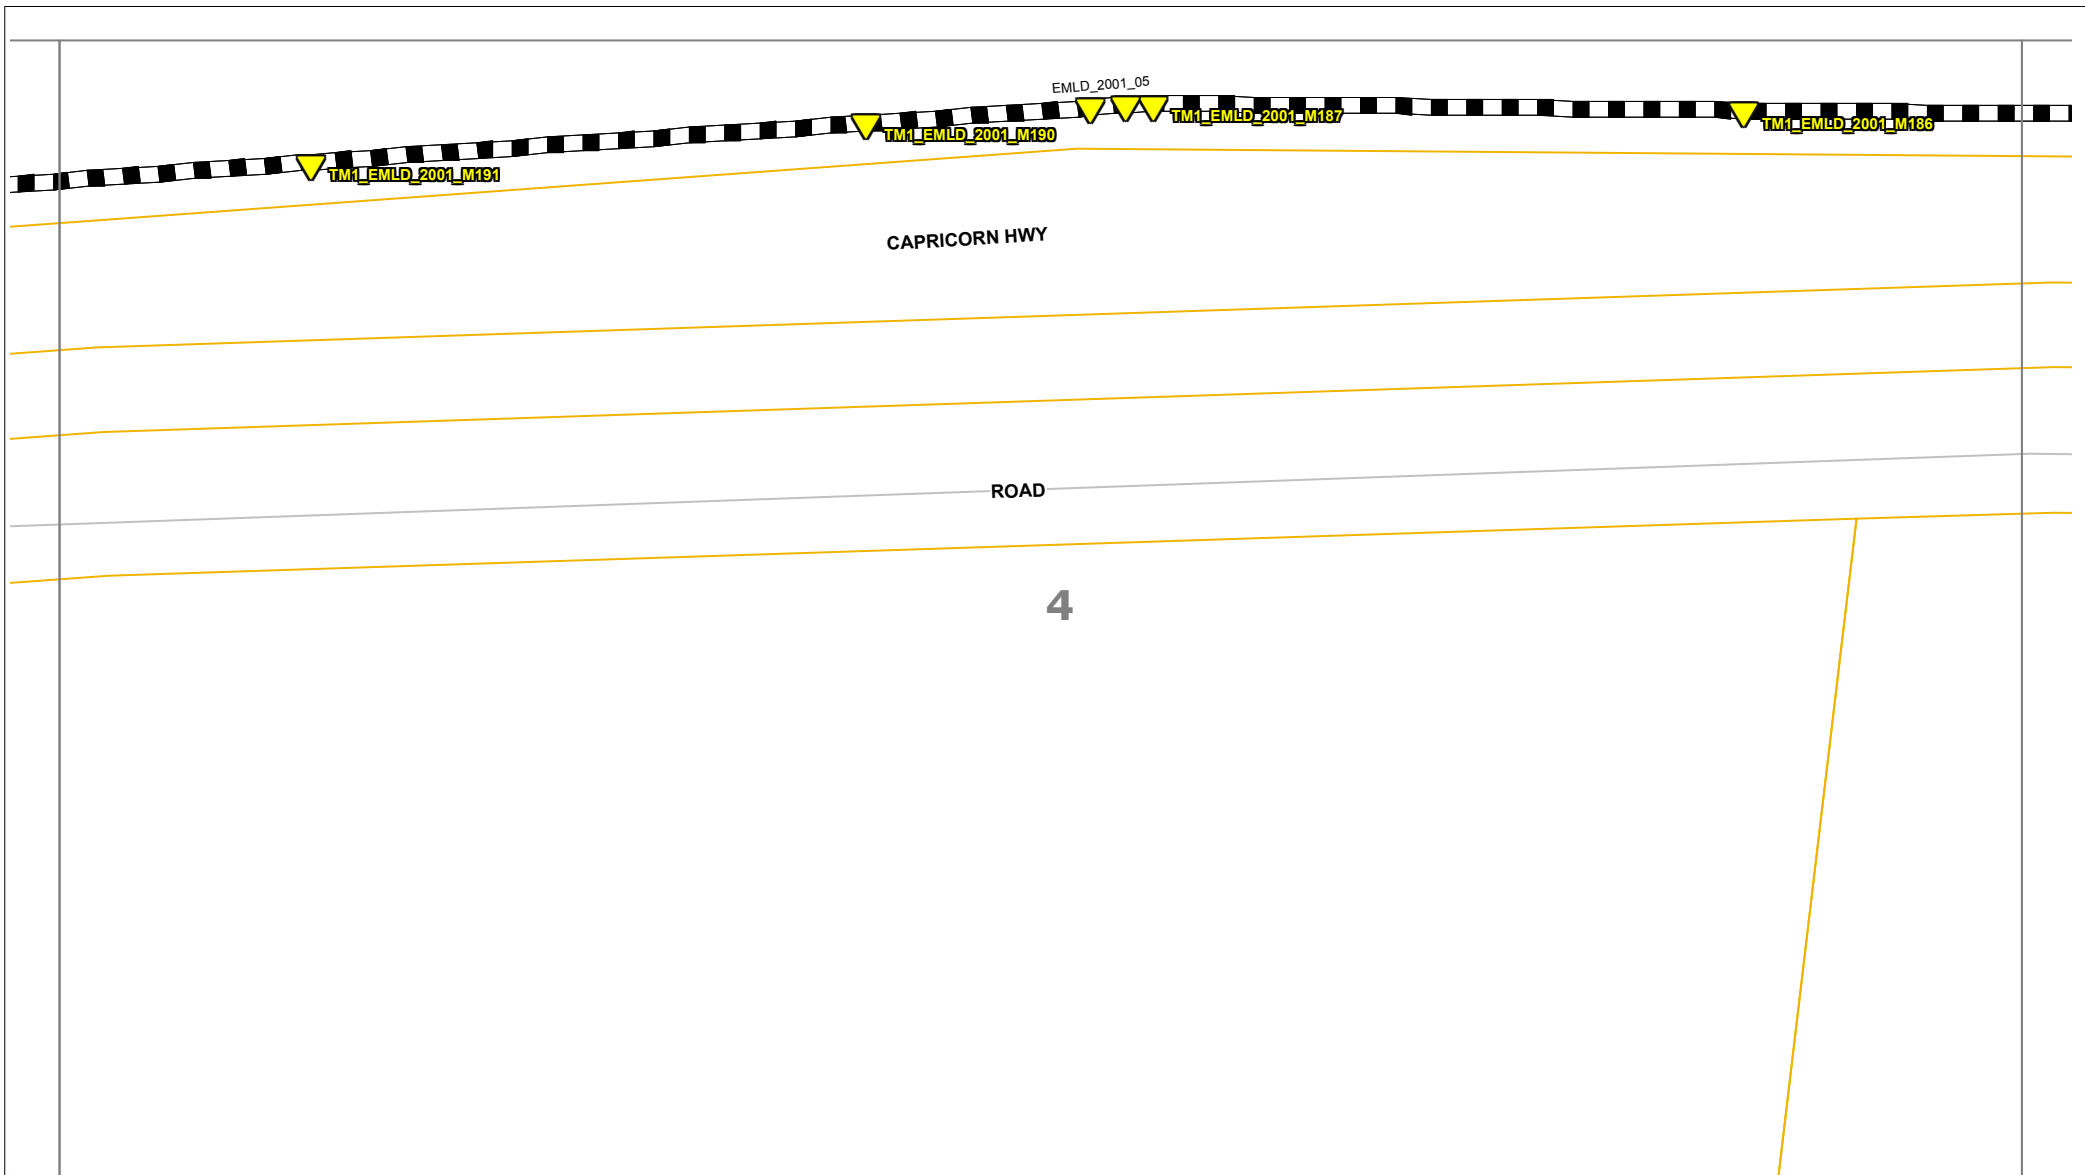 EMLD_2001_05
TM1_EMLD_2001_M187
TM1_EMLD_2001_M186
TM1_EMLD_2001_M190
TM1_EMLD_2001_M191
CAPRICORN HWY
ROAD
4